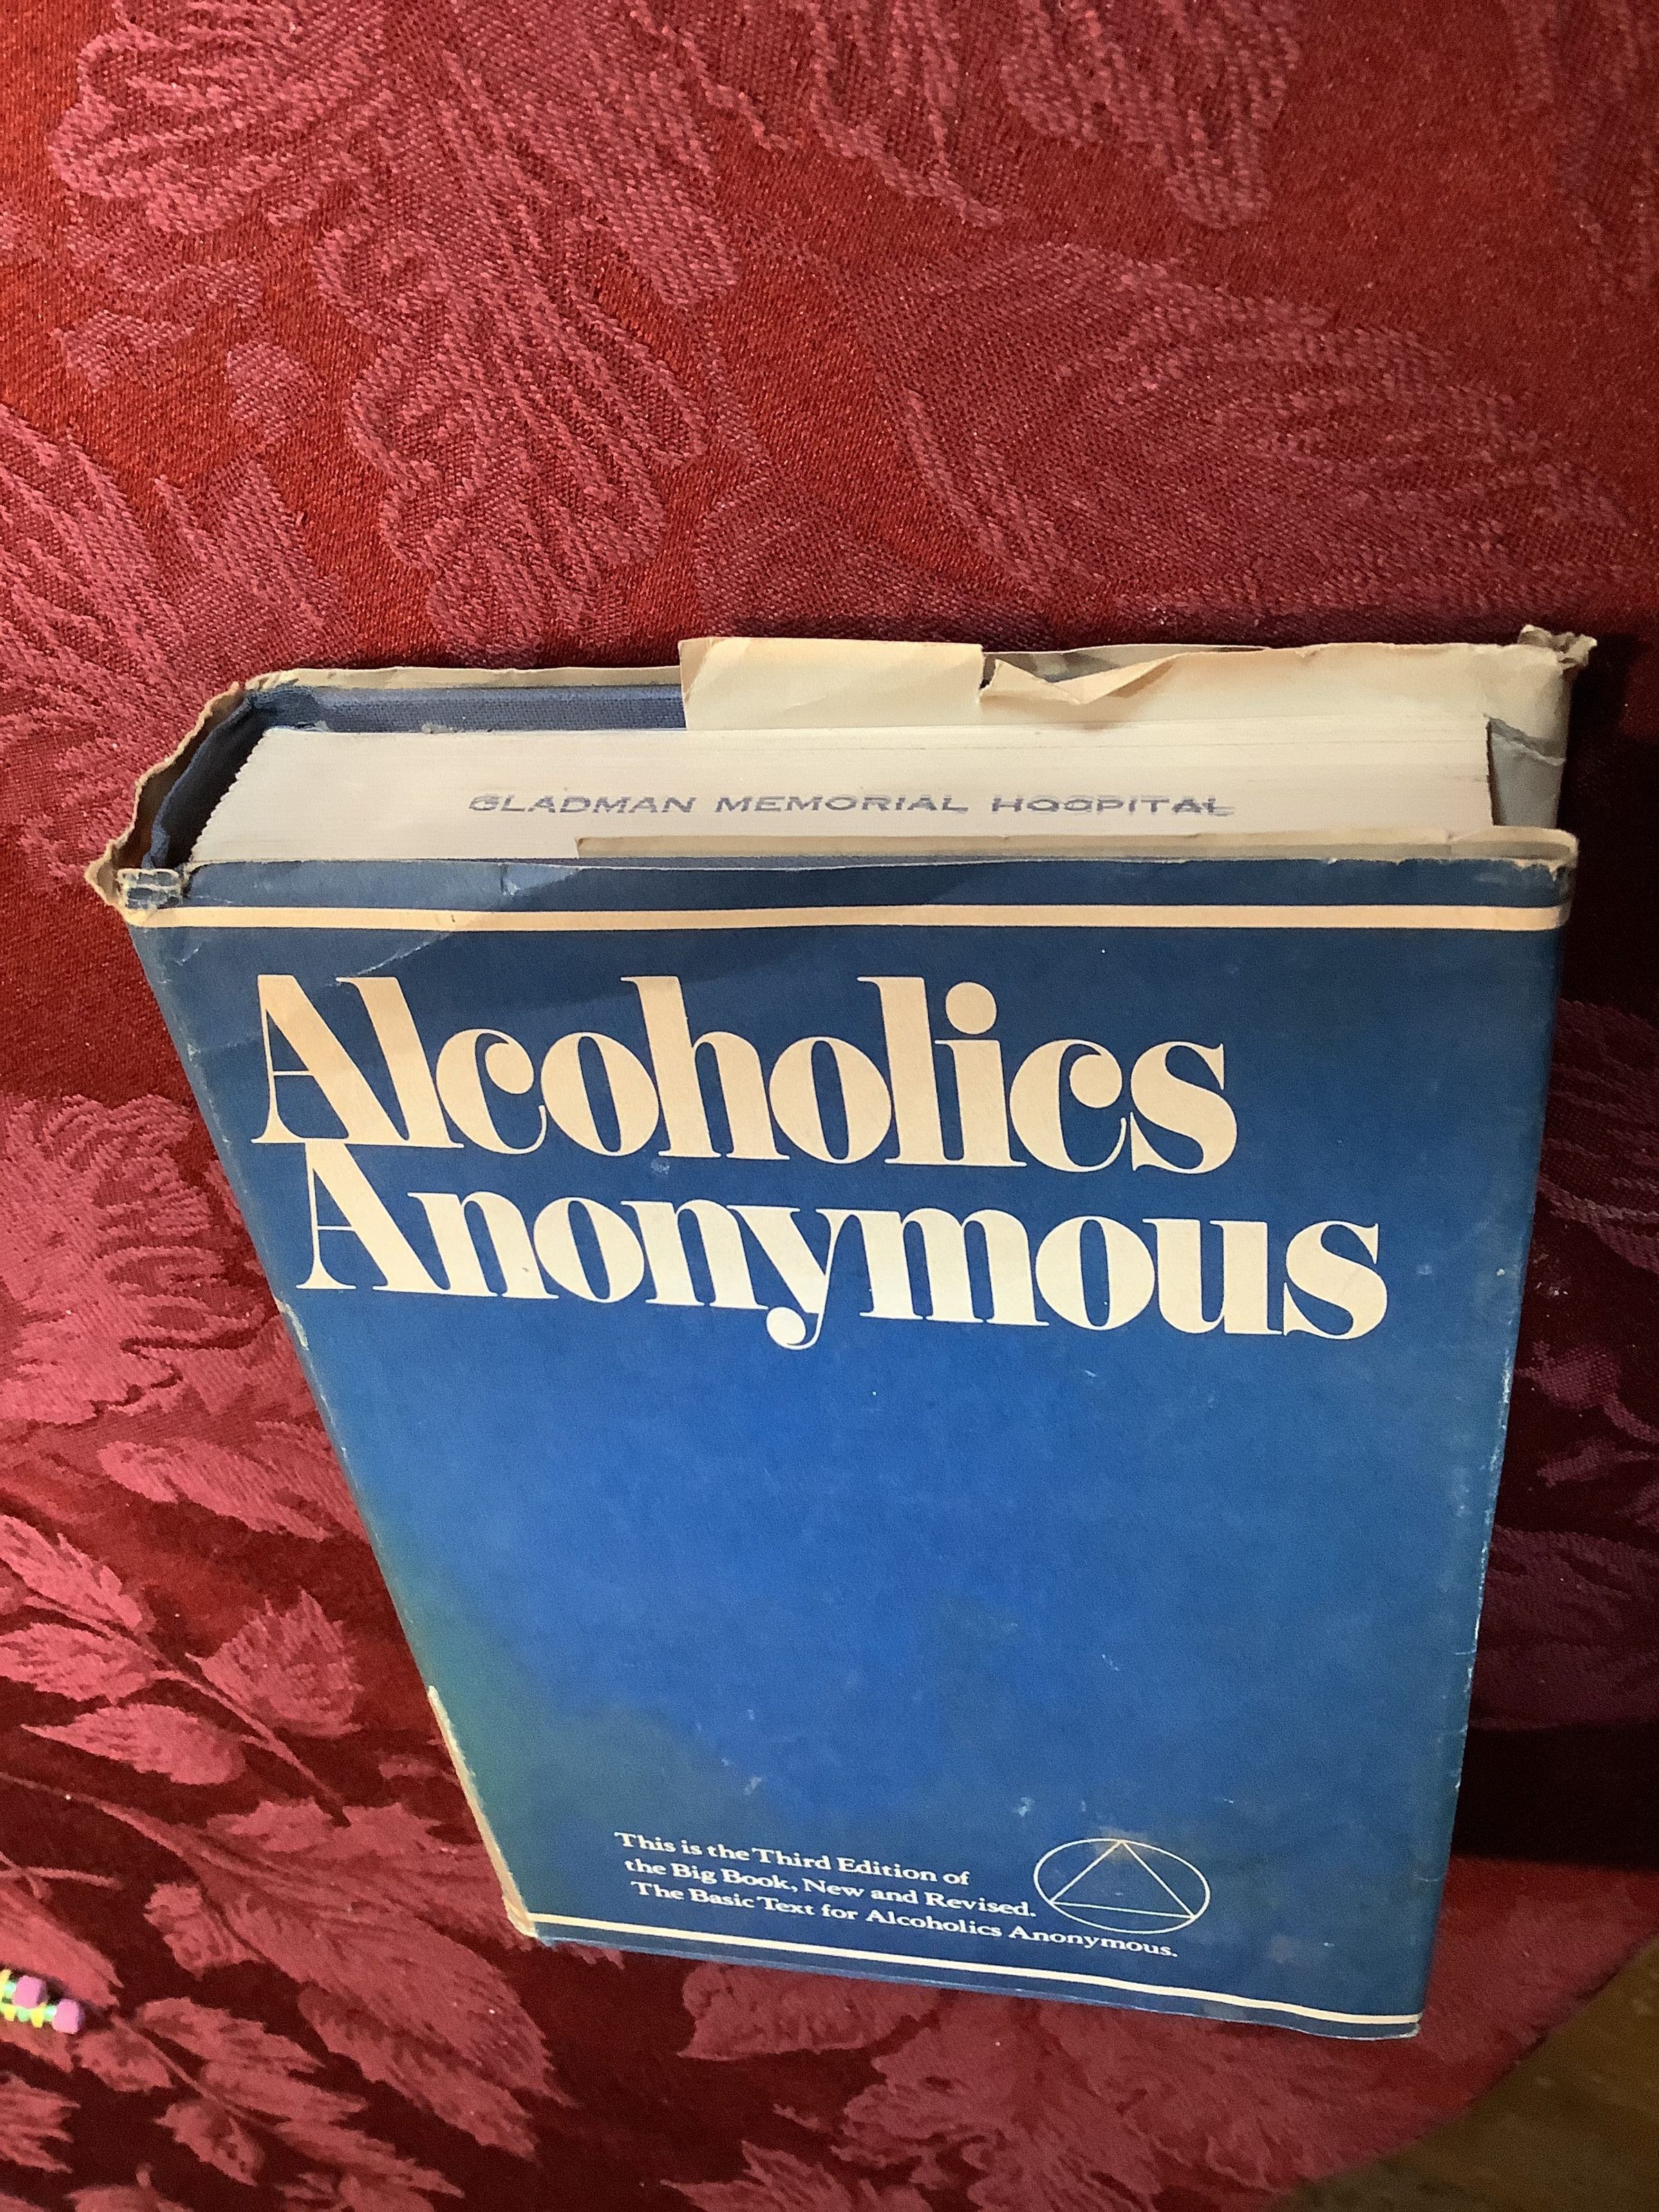 GLADMAN MEMORIAL HOSPITAL
Alcoholics
Anonymous
This is the Third Edition of
the Big Book, New and Revised.
The Basic Text for Alcoholics Anonymous.